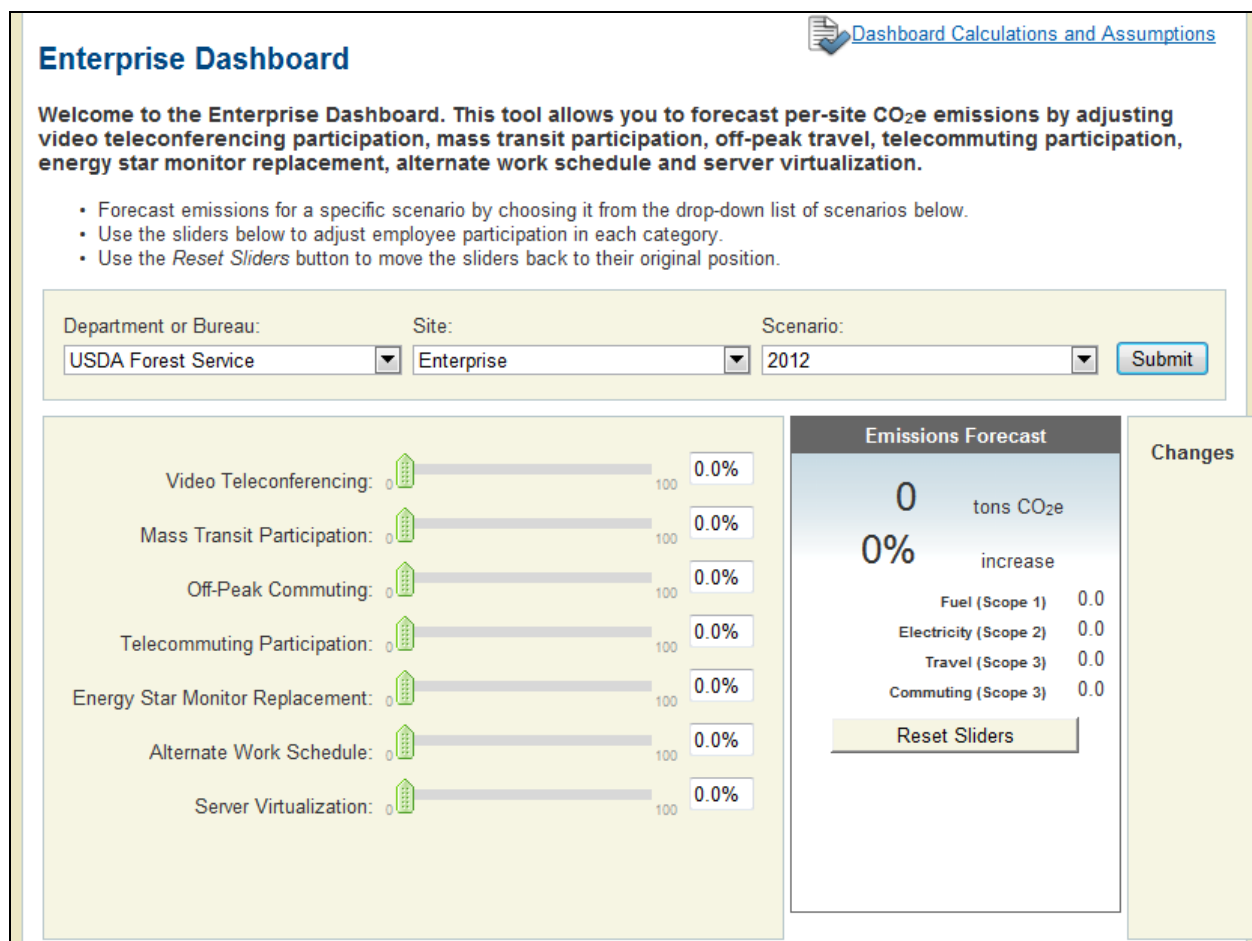 Dashboard Calculations and Assumptions
Enterprise Dashboard
Welcome to the Enterprise Dashboard. This tool allows you to forecast per-site CO2e emissions by adjusting
video teleconferencing participation, mass transit participation, off-peak travel, telecommuting participation,
energy star monitor replacement, alternate work schedule and server virtualization.
• Forecast emissions for a specific scenario by choosing it from the drop-down list of scenarios below.
• Use the sliders below to adjust employee participation in each category.
• Use the Reset Sliders button to move the sliders back to their original position.
Department or Bureau: Site: Scenario:
USDA Forest Service Enterprise 2012 Submit
Video Teleconferencing: 0 100 0.0%
Mass Transit Participation: 0 100 0.0%
Off-Peak Commuting: 0 100 0.0%
Telecommuting Participation: 0 100 0.0%
Energy Star Monitor Replacement: 0 100 0.0%
Alternate Work Schedule: 0 100 0.0%
Server Virtualization: 0 100 0.0%
Emissions Forecast
0 tons CO2e
0% increase
Fuel (Scope 1) 0.0
Electricity (Scope 2) 0.0
Travel (Scope 3) 0.0
Commuting (Scope 3) 0.0
Reset Sliders
Changes